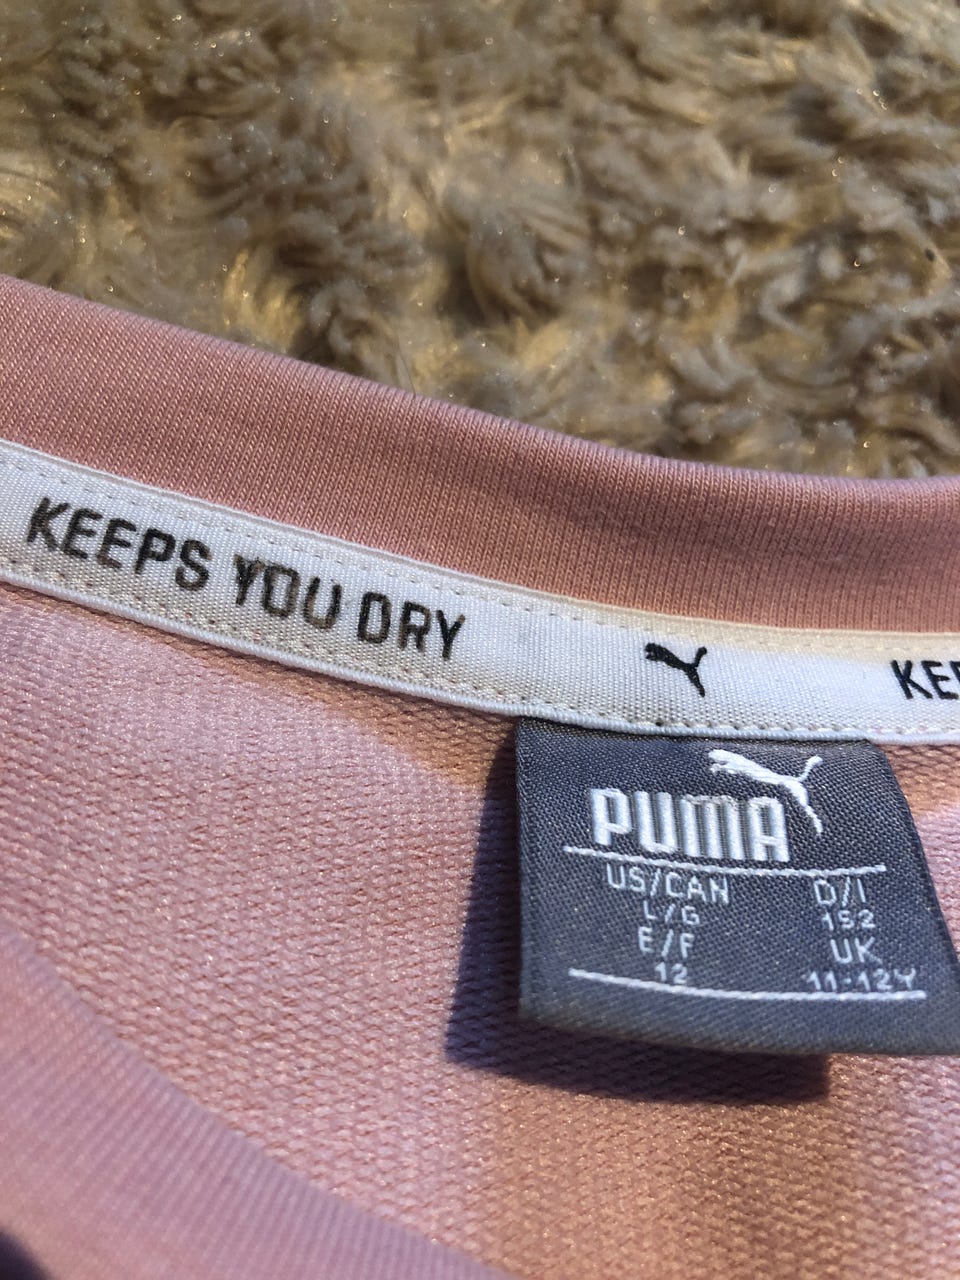 KEEPS YOU DRY
KEE
PUMA
US/CAN D/I
L/G 152
E/F UK
12 11-12Y